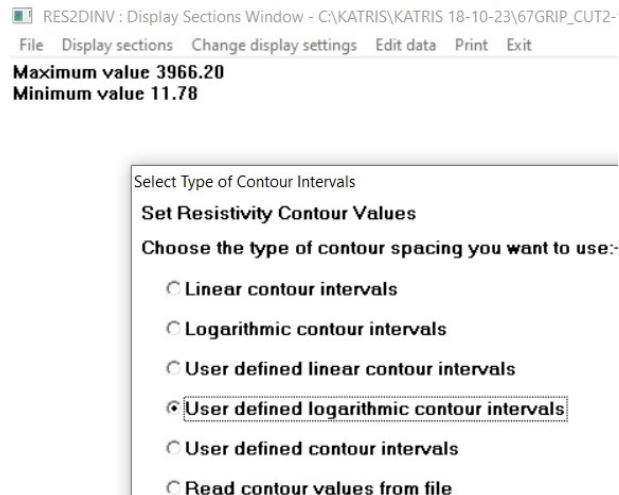 RES2DINV : Display Sections Window - C:\KATRIS\KATRIS 18-10-23\67GRIP_CUT2-
File Display sections Change display settings Edit data Print Exit
Maximum value 3966.20
Minimum value 11.78
Select Type of Contour Intervals
Set Resistivity Contour Values
Choose the type of contour spacing you want to use:-
Linear contour intervals
Logarithmic contour intervals
User defined linear contour intervals
User defined logarithmic contour intervals
User defined contour intervals
Read contour values from file